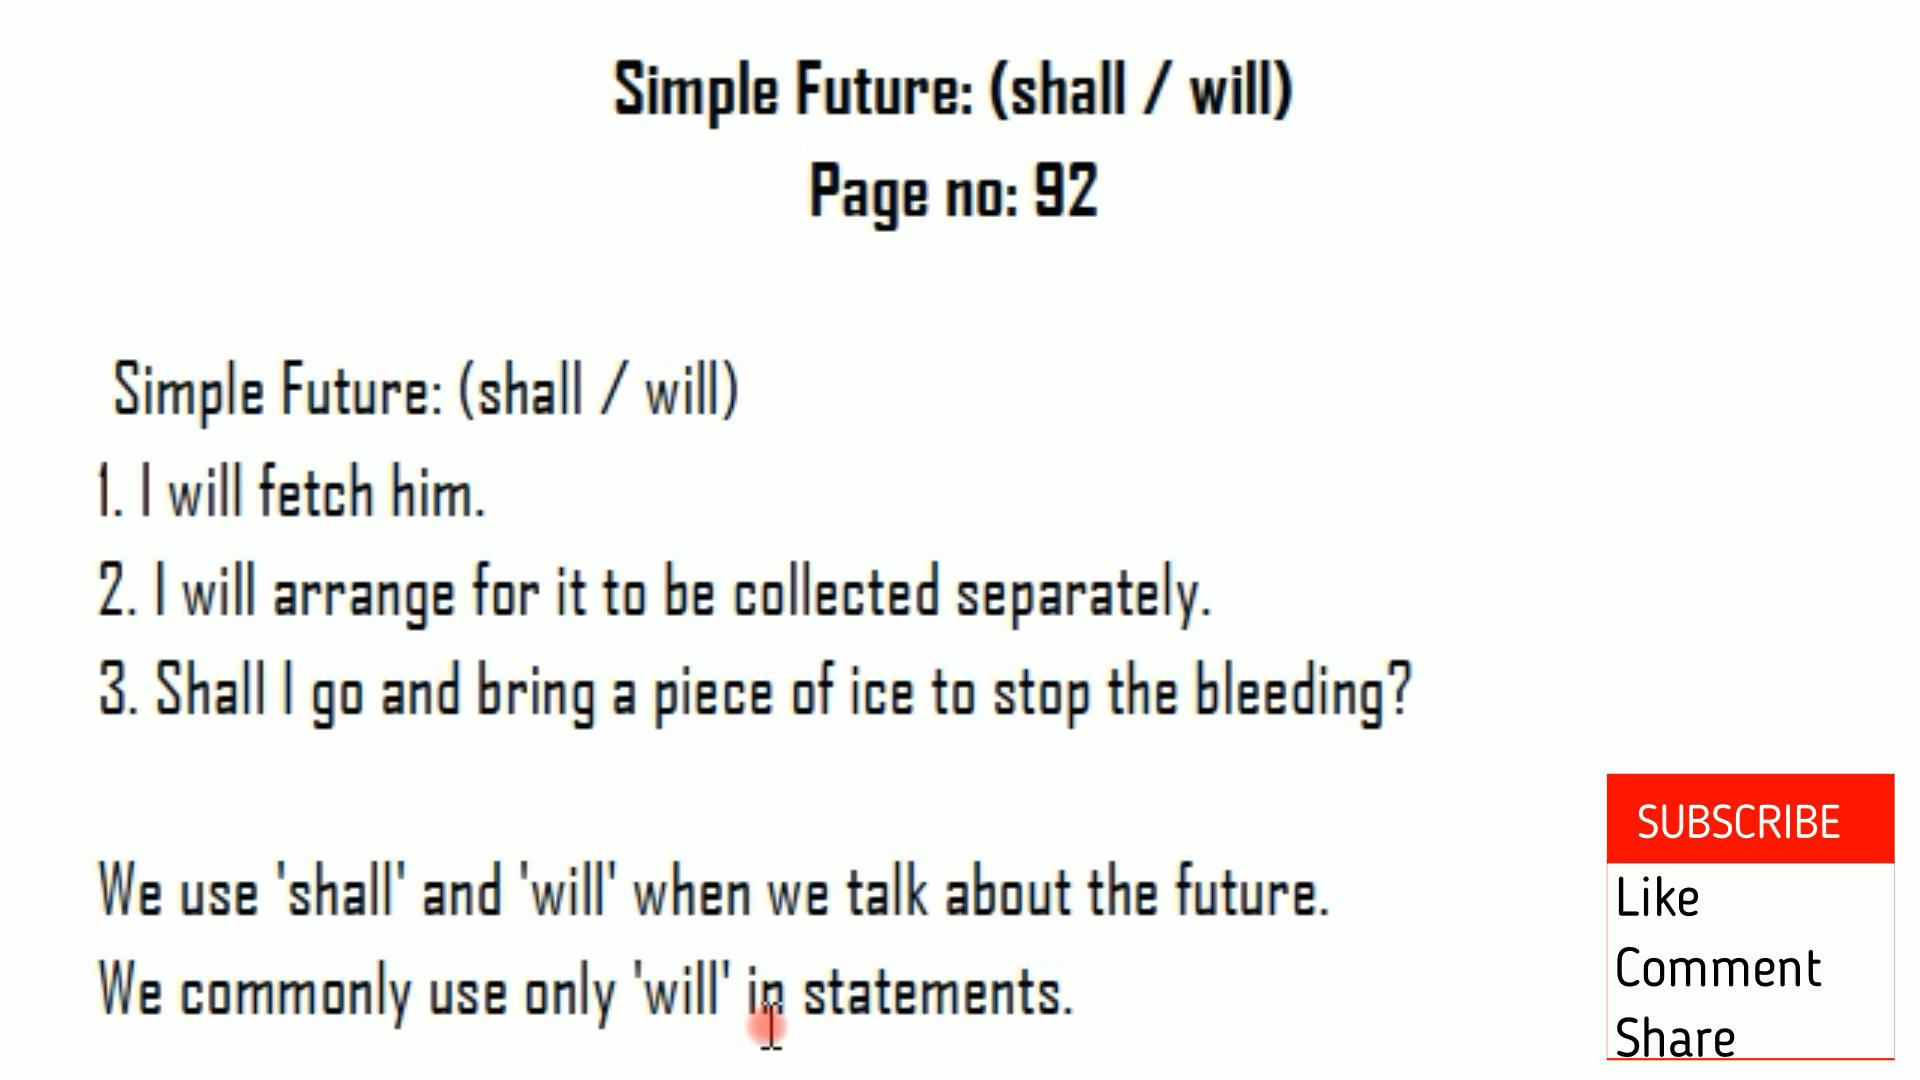 Simple Future: (shall / will)
Page no: 92
Simple Future: (shall / will)
1. I will fetch him.
2. I will arrange for it to be collected separately.
3. Shall I go and bring a piece of ice to stop the bleeding?
We use 'shall' and 'will' when we talk about the future.
We commonly use only 'will' in statements.
SUBSCRIBE
Like
Comment
Share